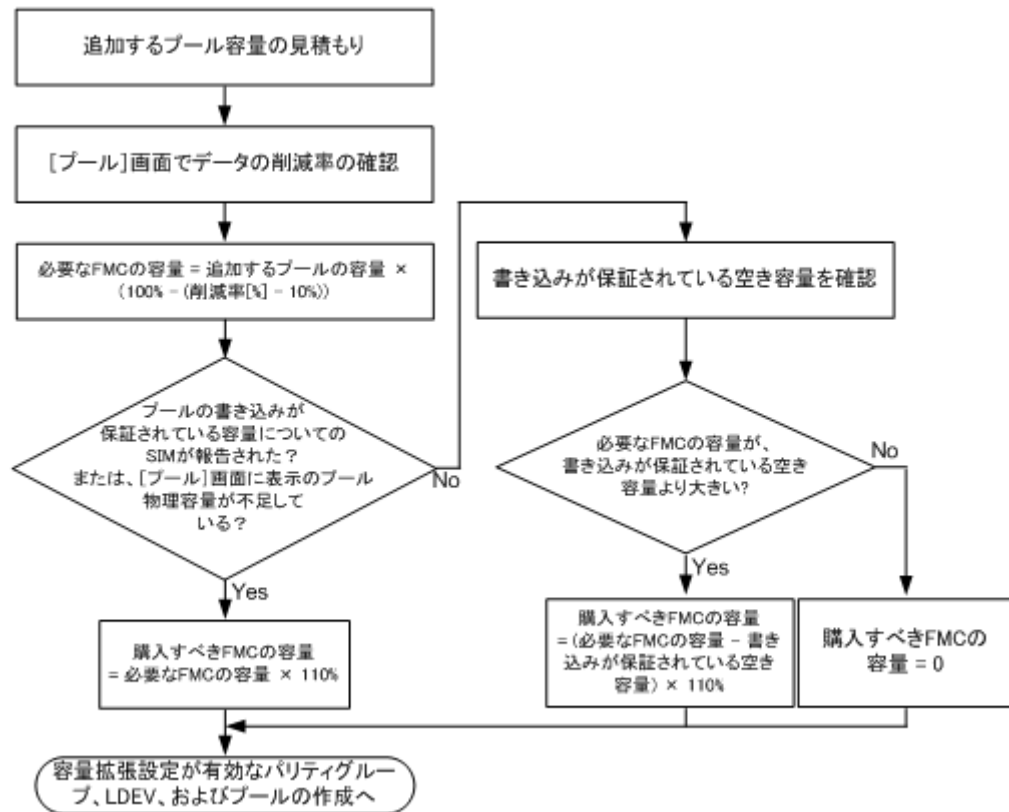 追加するプール容量の見積もり
[プール]画面でデータの削減率の確認
必要なFMCの容量 = 追加するプールの容量 ×
(100% - (削減率[%] - 10%))
プールの書き込みが
保証されている容量についての
SIMが報告された？
または、[プール]画面に表示のプール
物理容量が不足して
いる？
No
Yes
購入すべきFMCの容量
= 必要なFMCの容量 × 110%
書き込みが保証されている空き容量を確認
必要なFMCの容量が、
書き込みが保証されている空き
容量より大きい?
No
Yes
購入すべきFMCの容量
= (必要なFMCの容量 - 書き
込みが保証されている空き
容量) × 110%
購入すべきFMCの
容量 = 0
容量拡張設定が有効なパリティグルー
プ、LDEV、およびプールの作成へ